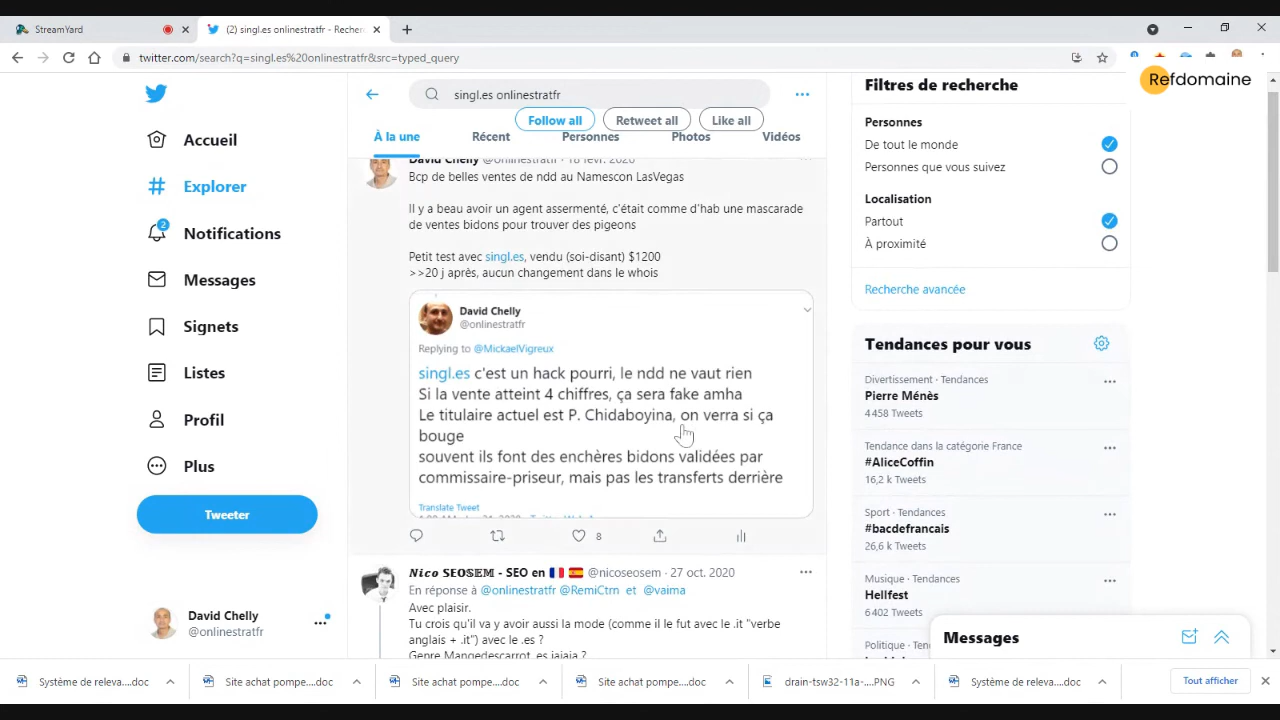 StreamYard
(2) singl.es onlinestratfr - Recher
twitter.com/search?q=singl.es%20onlinestratfr&src=typed_query
Refdomaine
singl.es onlinestratfr
Follow all
Retweet all
Like all
À la une
Récent
Personnes
Photos
Vidéos
Accueil
Explorer
2
Notifications
Messages
Signets
Listes
Profil
Plus
Tweeter
David Chelly
@onlinestratfr
David Chelly @onlinestratfr · 18 févr. 2020
Bcp de belles ventes de ndd au Namescon LasVegas
Il y a beau avoir un agent assermenté, c'était comme d'hab une mascarade
de ventes bidons pour trouver des pigeons
Petit test avec singl.es, vendu (soi-disant) $1200
>>20 j après, aucun changement dans le whois
David Chelly
@onlinestratfr
Replying to @MickaelVigreux
singl.es c'est un hack pourri, le ndd ne vaut rien
Si la vente atteint 4 chiffres, ça sera fake amha
Le titulaire actuel est P. Chidaboyina, on verra si ça
bouge
souvent ils font des enchères bidons validées par
commissaire-priseur, mais pas les transferts derrière
Translate Tweet
8
Nico SEOSEM - SEO en @nicoseosem · 27 oct. 2020
En réponse à @onlinestratfr @RemiCtrn et @vaima
Avec plaisir.
Tu crois qu'il va y avoir aussi la mode (comme il le fut avec le .it "verbe
anglais + .it") avec le .es ?
Genre Mangedescarrot.es jajaja ?
Filtres de recherche
Personnes
De tout le monde
Personnes que vous suivez
Localisation
Partout
À proximité
Recherche avancée
Tendances pour vous
Divertissement · Tendances
Pierre Ménès
4 458 Tweets
Tendance dans la catégorie France
#AliceCoffin
16,2 k Tweets
Sport · Tendances
#bacdefrancais
26,6 k Tweets
Musique · Tendances
Hellfest
6 402 Tweets
Politique · Ten
Messages
Système de releva....doc
Site achat pompe....doc
Site achat pompe....doc
Site achat pompe....doc
drain-tsw32-11a-....PNG
Système de releva....doc
Tout afficher